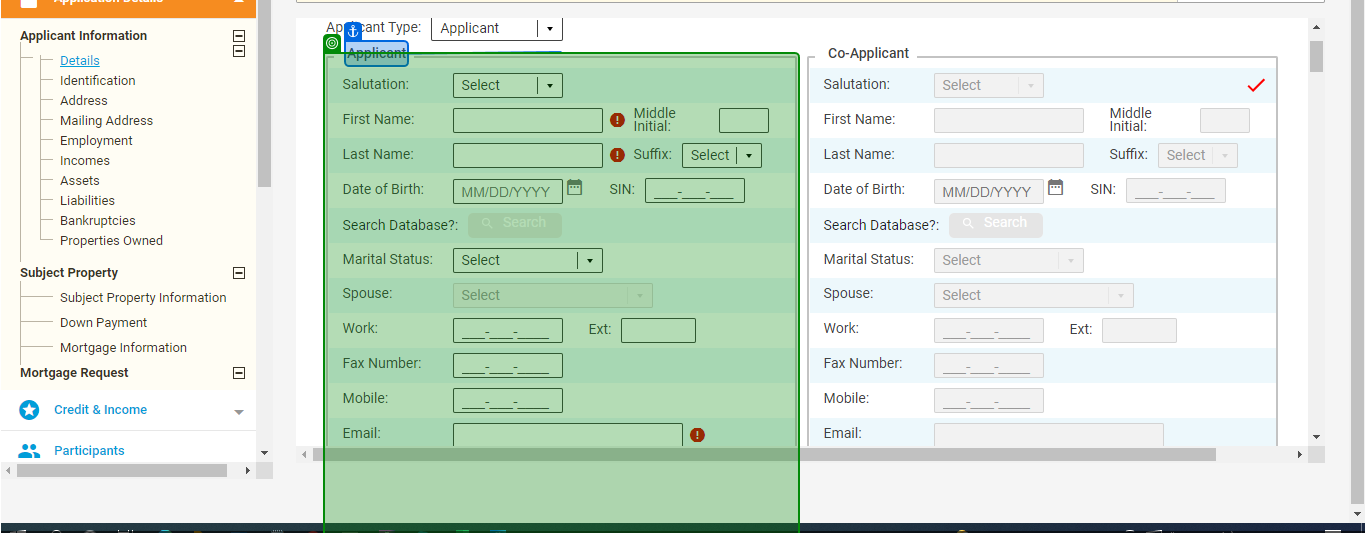 Application Details
Applicant Information
Details
Identification
Address
Mailing Address
Employment
Incomes
Assets
Liabilities
Bankruptcies
Properties Owned
Subject Property
Subject Property Information
Down Payment
Mortgage Information
Mortgage Request
Credit & Income
Participants
Applicant Type: Applicant
Applicant
Salutation: Select
First Name: Middle Initial:
Last Name: Suffix: Select
Date of Birth: MM/DD/YYYY SIN: ___-___-___
Search Database?: Search
Marital Status: Select
Spouse: Select
Work: ___-___-____ Ext:
Fax Number: ___-___-____
Mobile: ___-___-____
Email:
Co-Applicant
Salutation: Select
First Name: Middle Initial:
Last Name: Suffix: Select
Date of Birth: MM/DD/YYYY SIN: ___-___-___
Search Database?: Search
Marital Status: Select
Spouse: Select
Work: ___-___-____ Ext:
Fax Number: ___-___-____
Mobile: ___-___-____
Email: